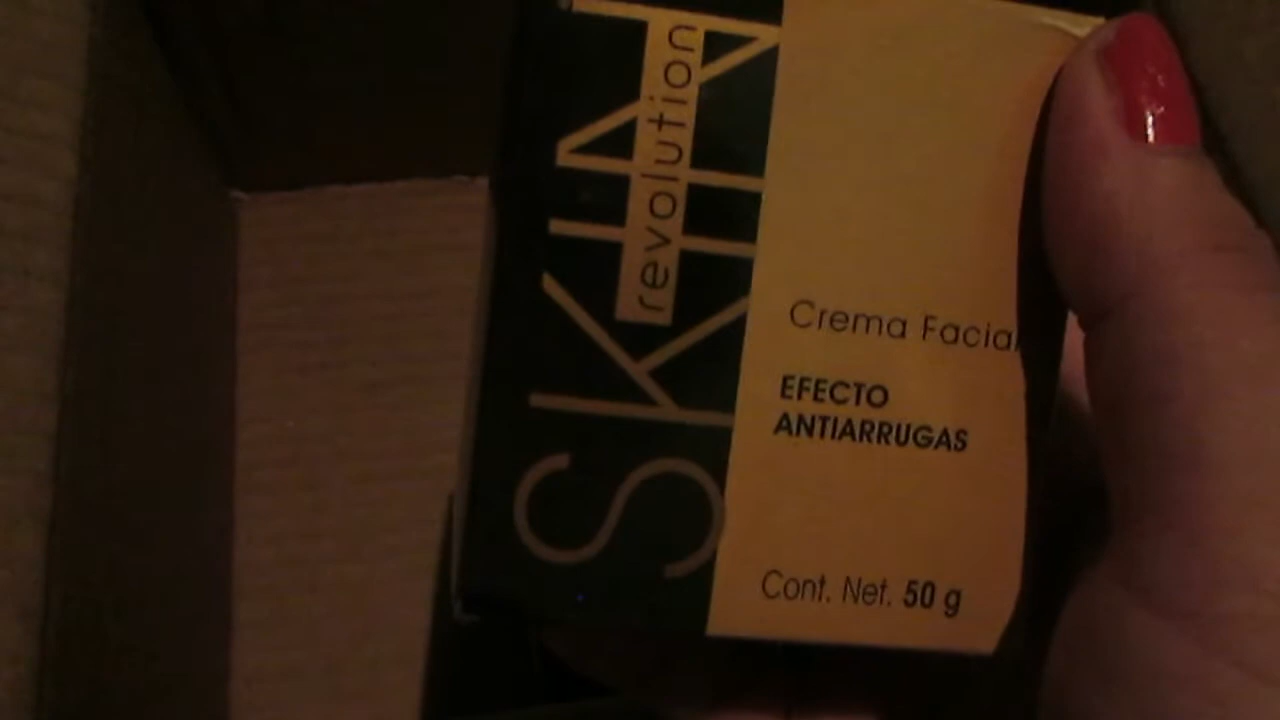 SKIN
revolution
Crema Facial
EFECTO
ANTIARRUGAS
Cont. Net. 50 g